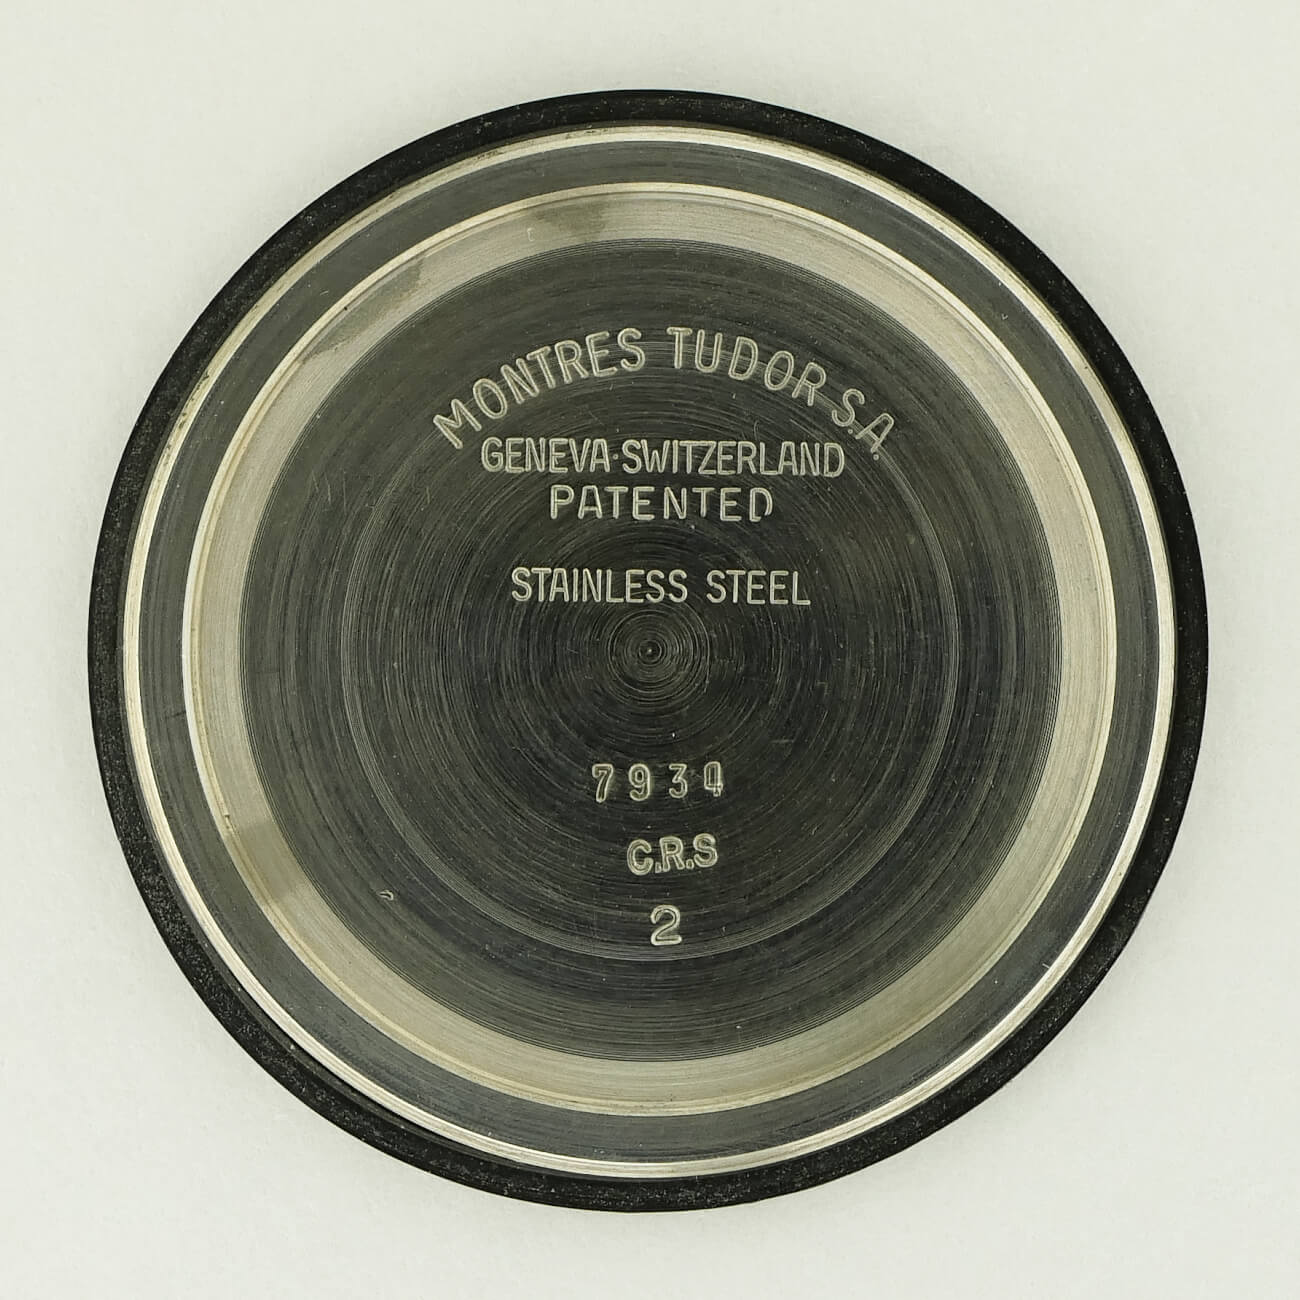 MONTRES TUDOR S.A.
GENEVA·SWITZERLAND
PATENTED
STAINLESS STEEL
7934
C.R.S
2